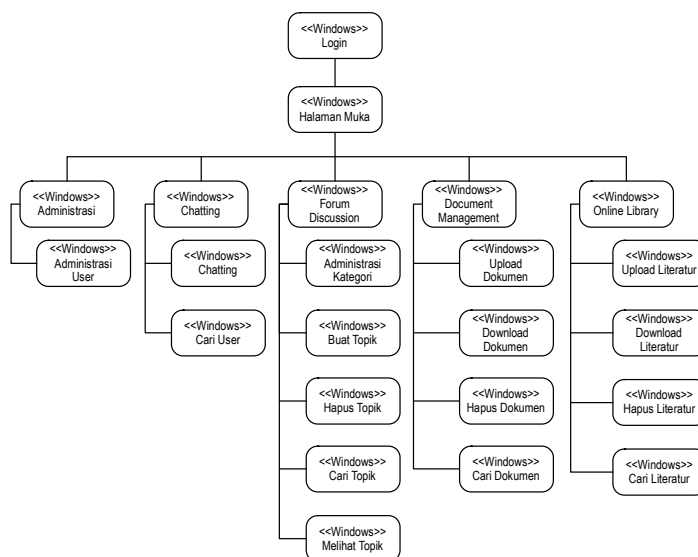 <<Windows>>
Login
<<Windows>>
Halaman Muka
<<Windows>>
Administrasi
<<Windows>>
Chatting
<<Windows>>
Forum
Discussion
<<Windows>>
Document
Management
<<Windows>>
Online Library
<<Windows>>
Administrasi
User
<<Windows>>
Chatting
<<Windows>>
Administrasi
Kategori
<<Windows>>
Upload
Dokumen
<<Windows>>
Upload Literatur
<<Windows>>
Cari User
<<Windows>>
Buat Topik
<<Windows>>
Download
Dokumen
<<Windows>>
Download
Literatur
<<Windows>>
Hapus Topik
<<Windows>>
Hapus Dokumen
<<Windows>>
Hapus Literatur
<<Windows>>
Cari Topik
<<Windows>>
Cari Dokumen
<<Windows>>
Cari Literatur
<<Windows>>
Melihat Topik